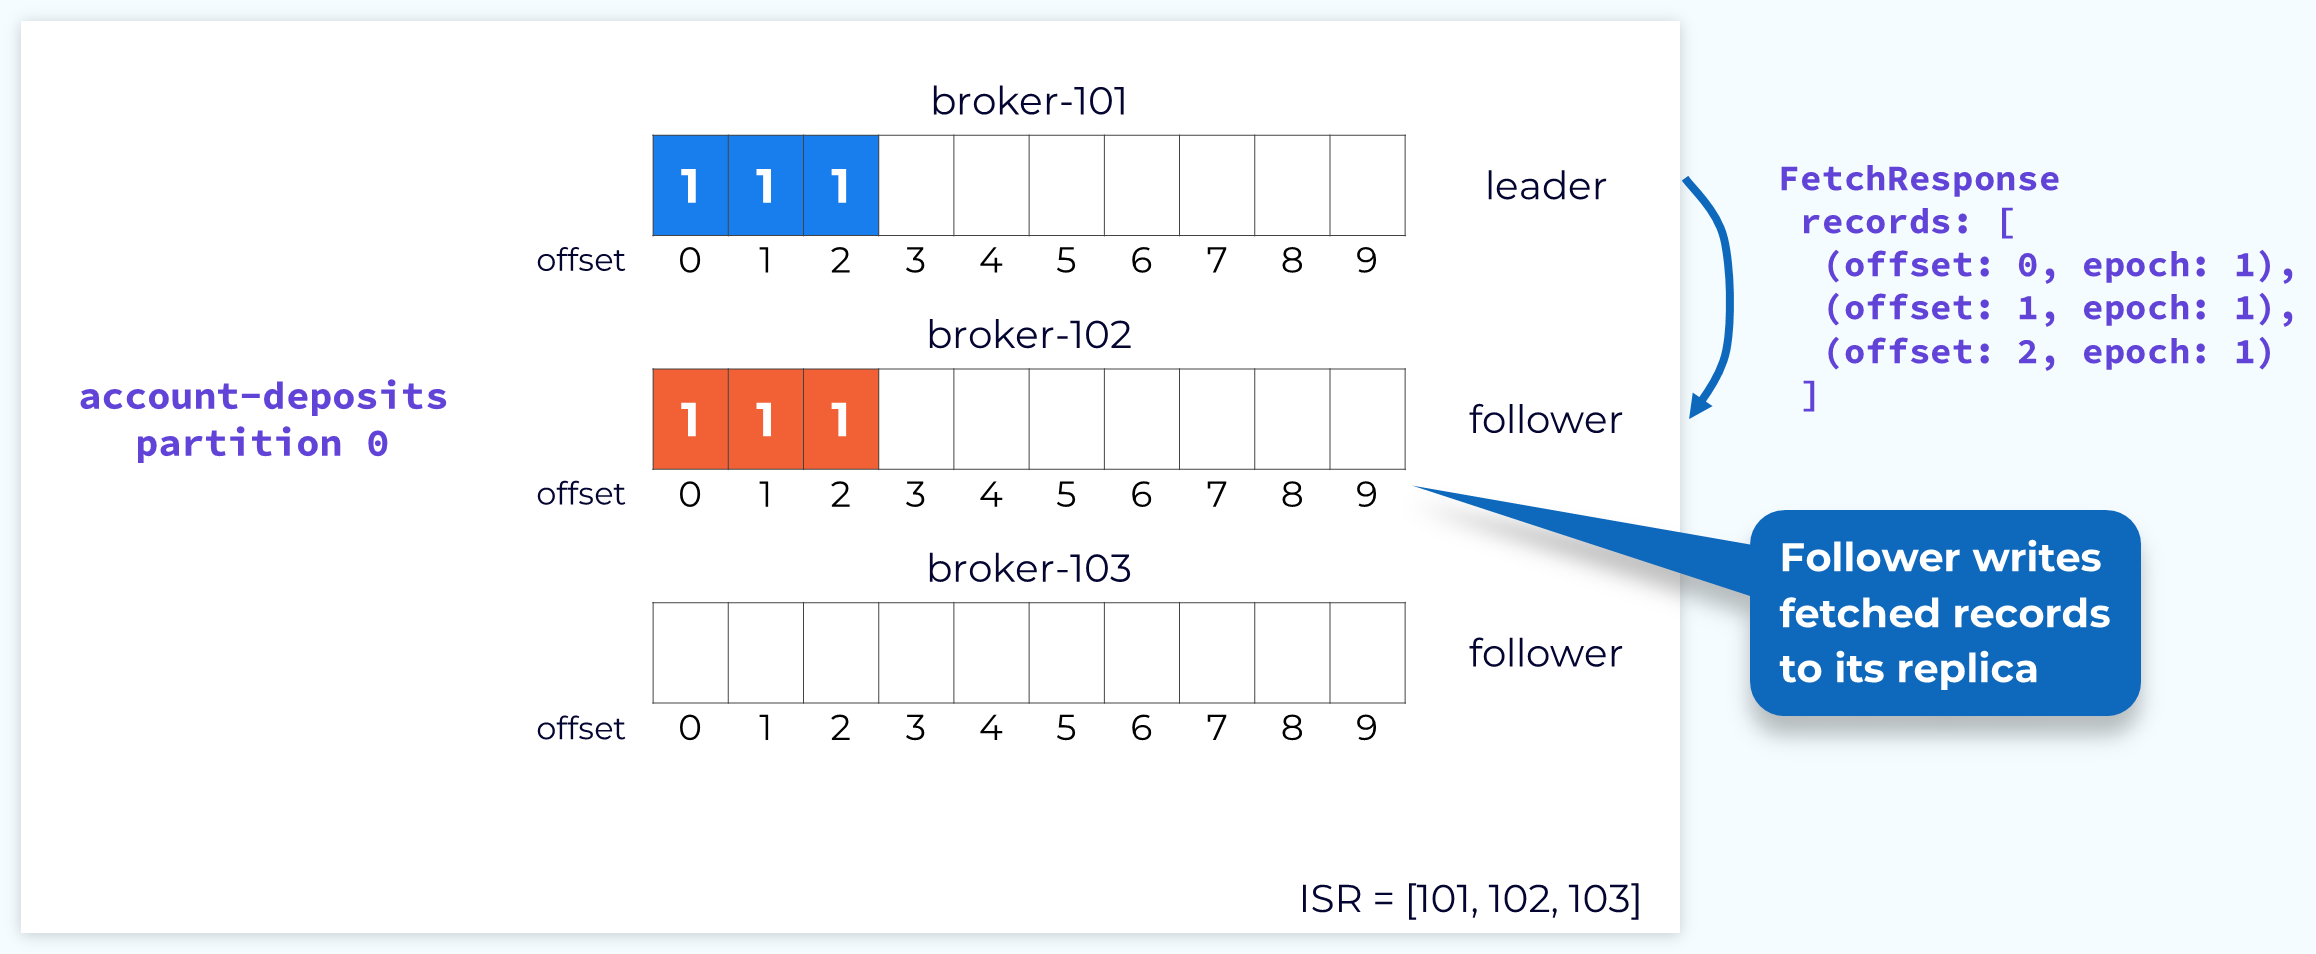 broker-101
1 1 1
leader
offset 0 1 2 3 4 5 6 7 8 9
broker-102
account-deposits
partition 0
1 1 1
follower
offset 0 1 2 3 4 5 6 7 8 9
broker-103
follower
offset 0 1 2 3 4 5 6 7 8 9
ISR = [101, 102, 103]
FetchResponse
records: [
(offset: 0, epoch: 1),
(offset: 1, epoch: 1),
(offset: 2, epoch: 1)
]
Follower writes
fetched records
to its replica